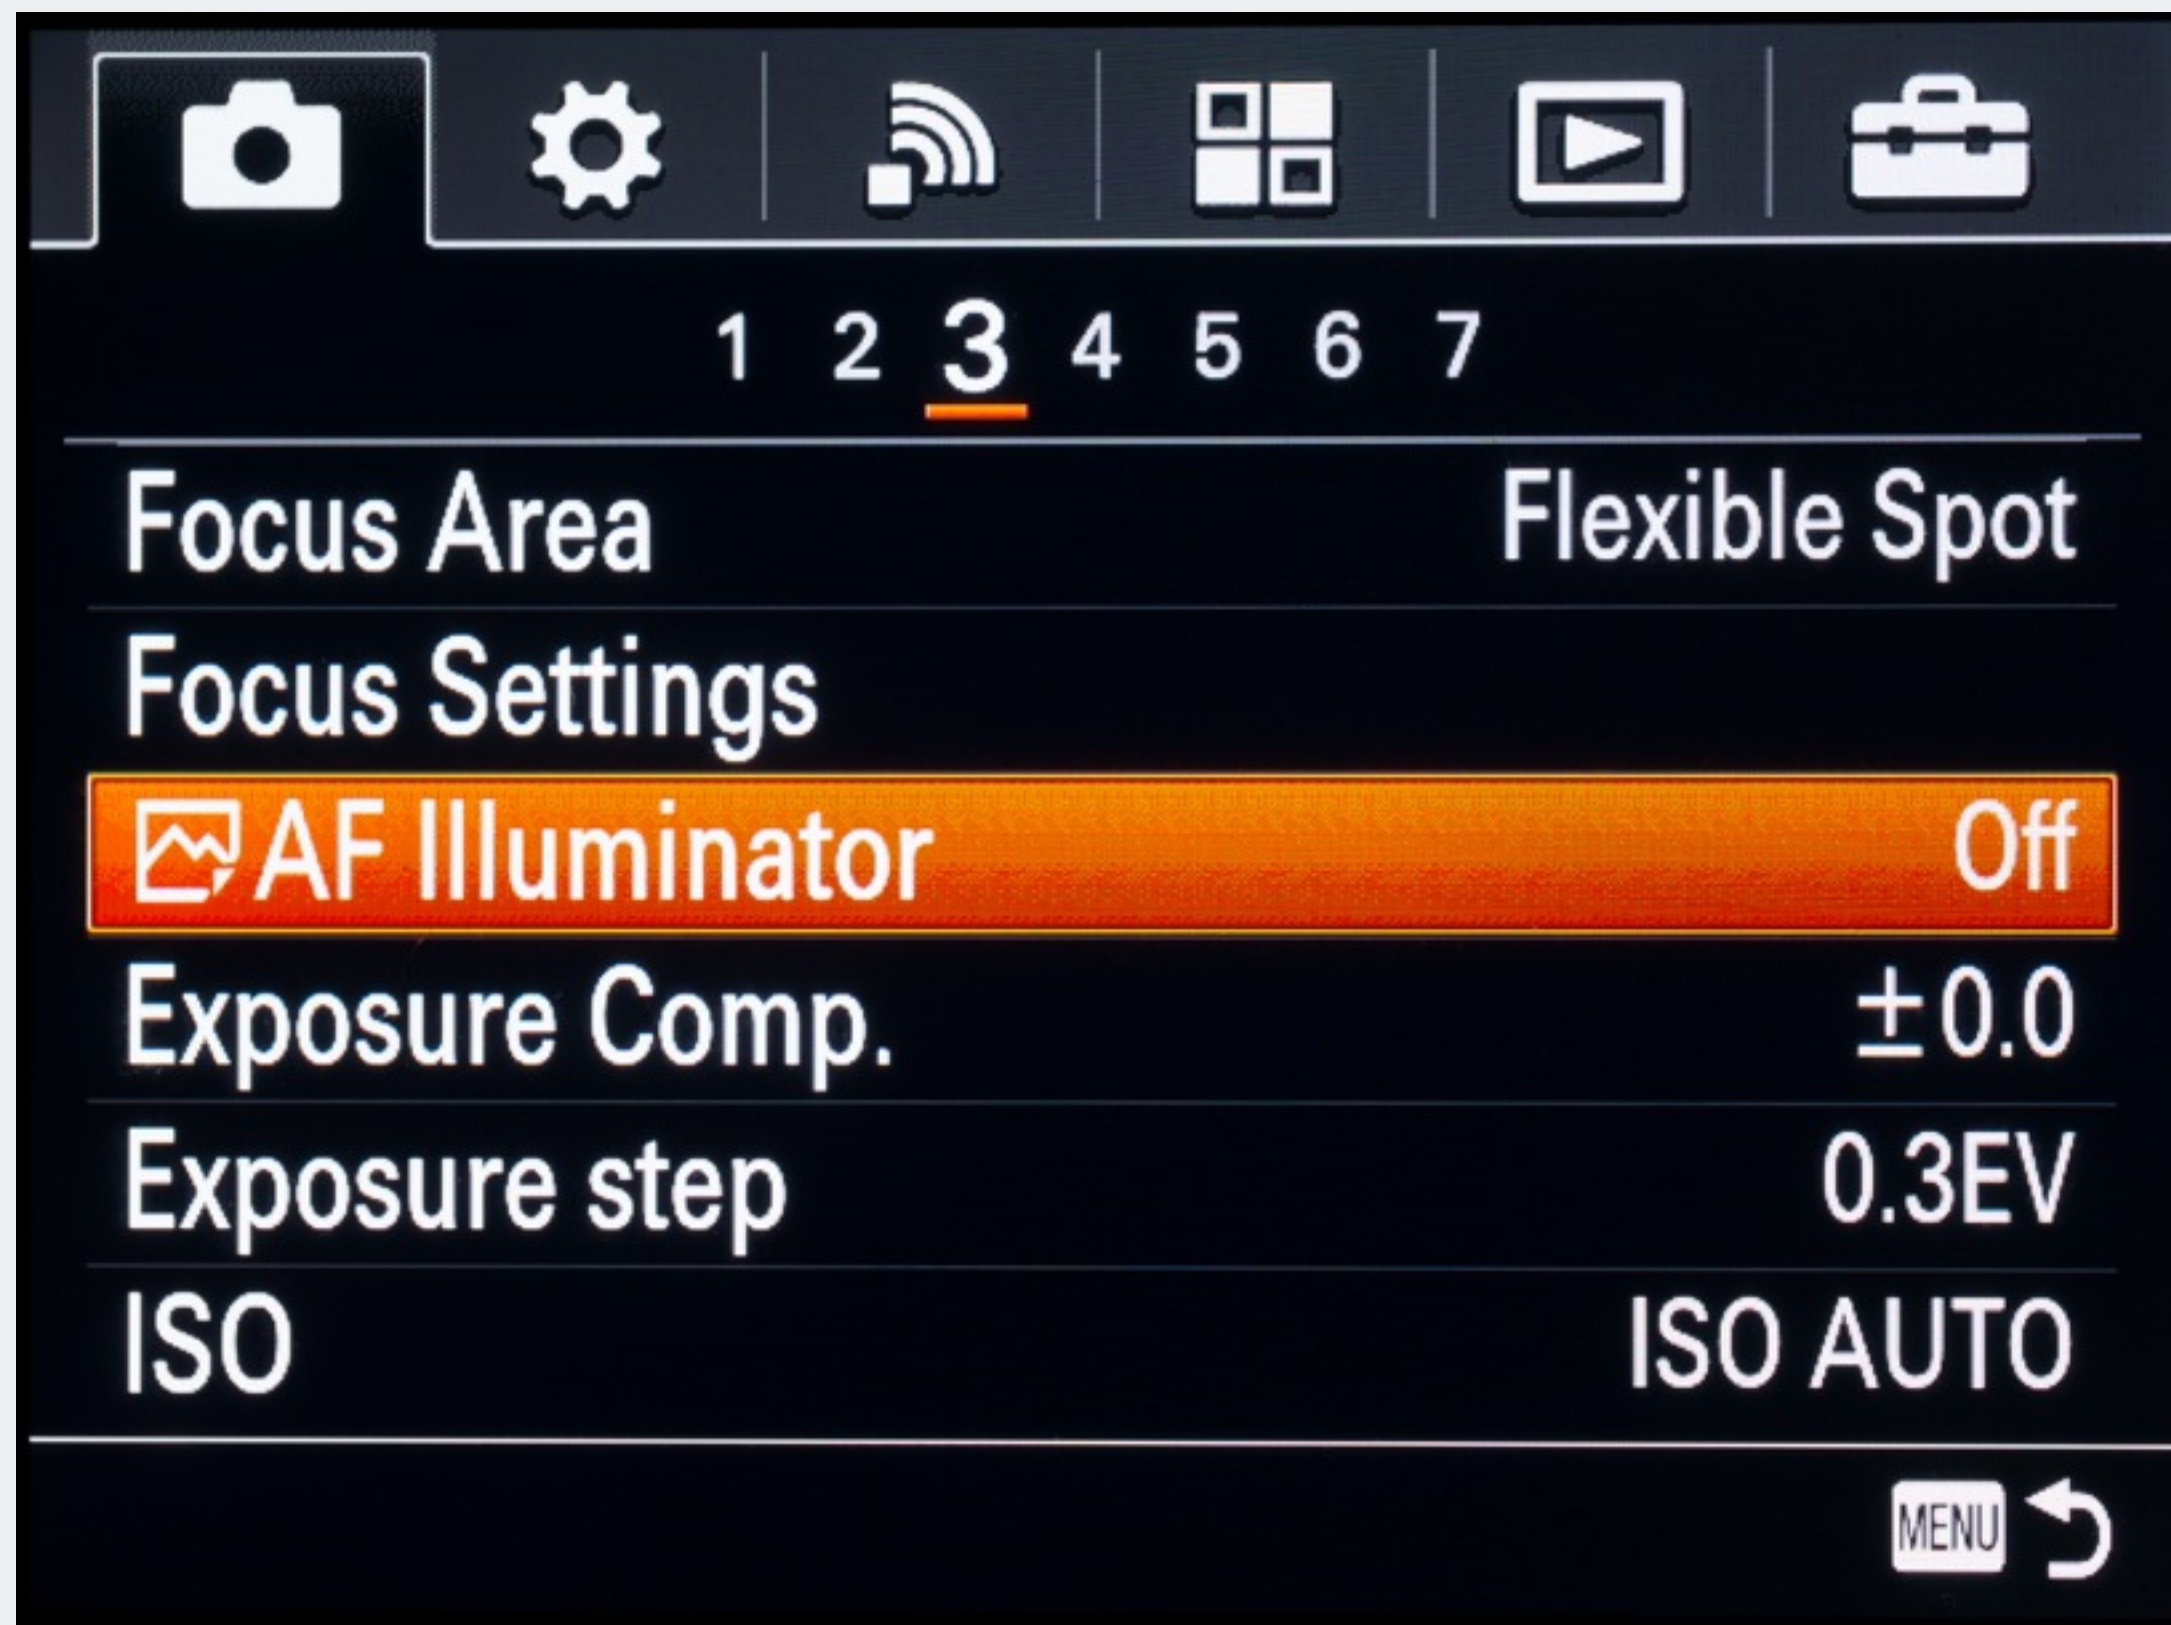 1 2 3 4 5 6 7
Focus Area Flexible Spot
Focus Settings
AF Illuminator Off
Exposure Comp. ±0.0
Exposure step 0.3EV
ISO ISO AUTO
MENU